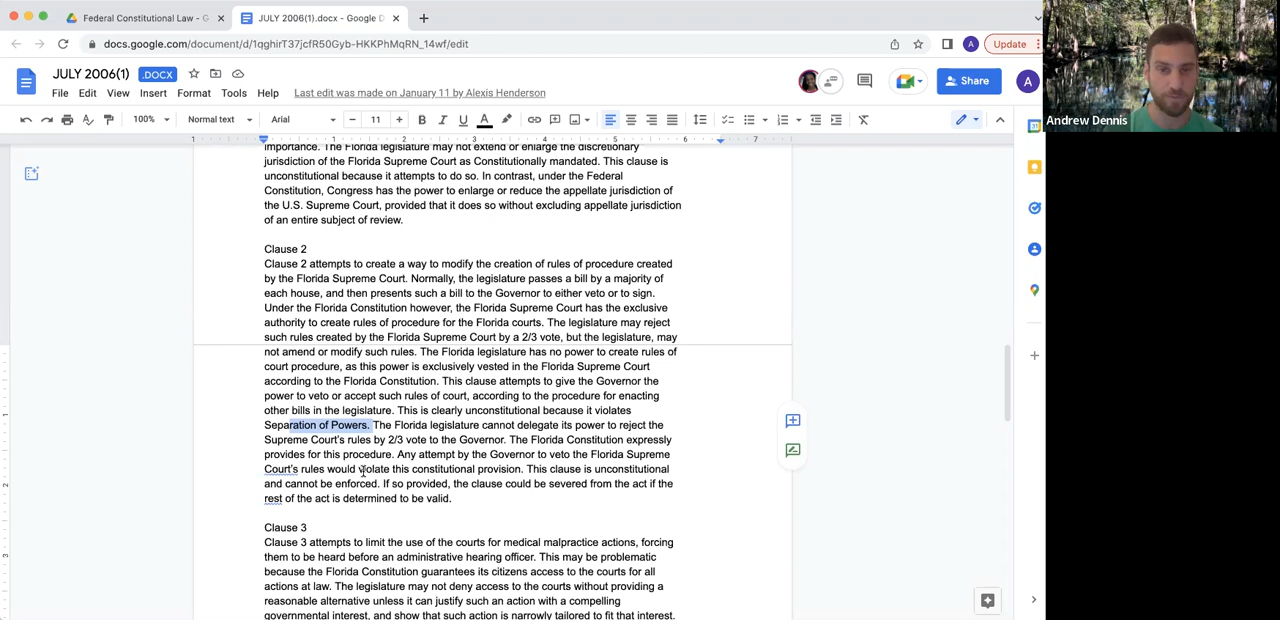 Federal Constitutional Law - G
JULY 2006(1).docx - Google D
docs.google.com/document/d/1qghirT37jcfR50Gyb-HKKPhMqRN_14wf/edit
A
Update
JULY 2006(1)
.DOCX
File Edit View Insert Format Tools Help Last edit was made on January 11 by Alexis Henderson
Share
A
Andrew Dennis
100%
Normal text
Arial
11
B I U A
1 1 2 3 4 5 6 7
importance. The Florida legislature may not extend or enlarge the discretionary
jurisdiction of the Florida Supreme Court as Constitutionally mandated. This clause is
unconstitutional because it attempts to do so. In contrast, under the Federal
Constitution, Congress has the power to enlarge or reduce the appellate jurisdiction of
the U.S. Supreme Court, provided that it does so without excluding appellate jurisdiction
of an entire subject of review.
Clause 2
Clause 2 attempts to create a way to modify the creation of rules of procedure created
by the Florida Supreme Court. Normally, the legislature passes a bill by a majority of
each house, and then presents such a bill to the Governor to either veto or to sign.
Under the Florida Constitution however, the Florida Supreme Court has the exclusive
authority to create rules of procedure for the Florida courts. The legislature may reject
such rules created by the Florida Supreme Court by a 2/3 vote, but the legislature, may
not amend or modify such rules. The Florida legislature has no power to create rules of
court procedure, as this power is exclusively vested in the Florida Supreme Court
according to the Florida Constitution. This clause attempts to give the Governor the
power to veto or accept such rules of court, according to the procedure for enacting
other bills in the legislature. This is clearly unconstitutional because it violates
Separation of Powers. The Florida legislature cannot delegate its power to reject the
Supreme Court's rules by 2/3 vote to the Governor. The Florida Constitution expressly
provides for this procedure. Any attempt by the Governor to veto the Florida Supreme
Court's rules would violate this constitutional provision. This clause is unconstitutional
and cannot be enforced. If so provided, the clause could be severed from the act if the
rest of the act is determined to be valid.
Clause 3
Clause 3 attempts to limit the use of the courts for medical malpractice actions, forcing
them to be heard before an administrative hearing officer. This may be problematic
because the Florida Constitution guarantees its citizens access to the courts for all
actions at law. The legislature may not deny access to the courts without providing a
reasonable alternative unless it can justify such an action with a compelling
governmental interest, and show that such action is narrowly tailored to fit that interest.
1
2
3